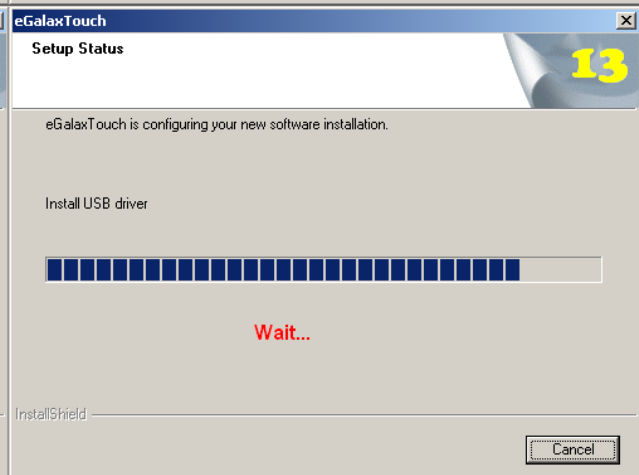 eGalaxTouch
Setup Status
13
eGalaxTouch is configuring your new software installation.
Install USB driver
Wait...
InstallShield
Cancel